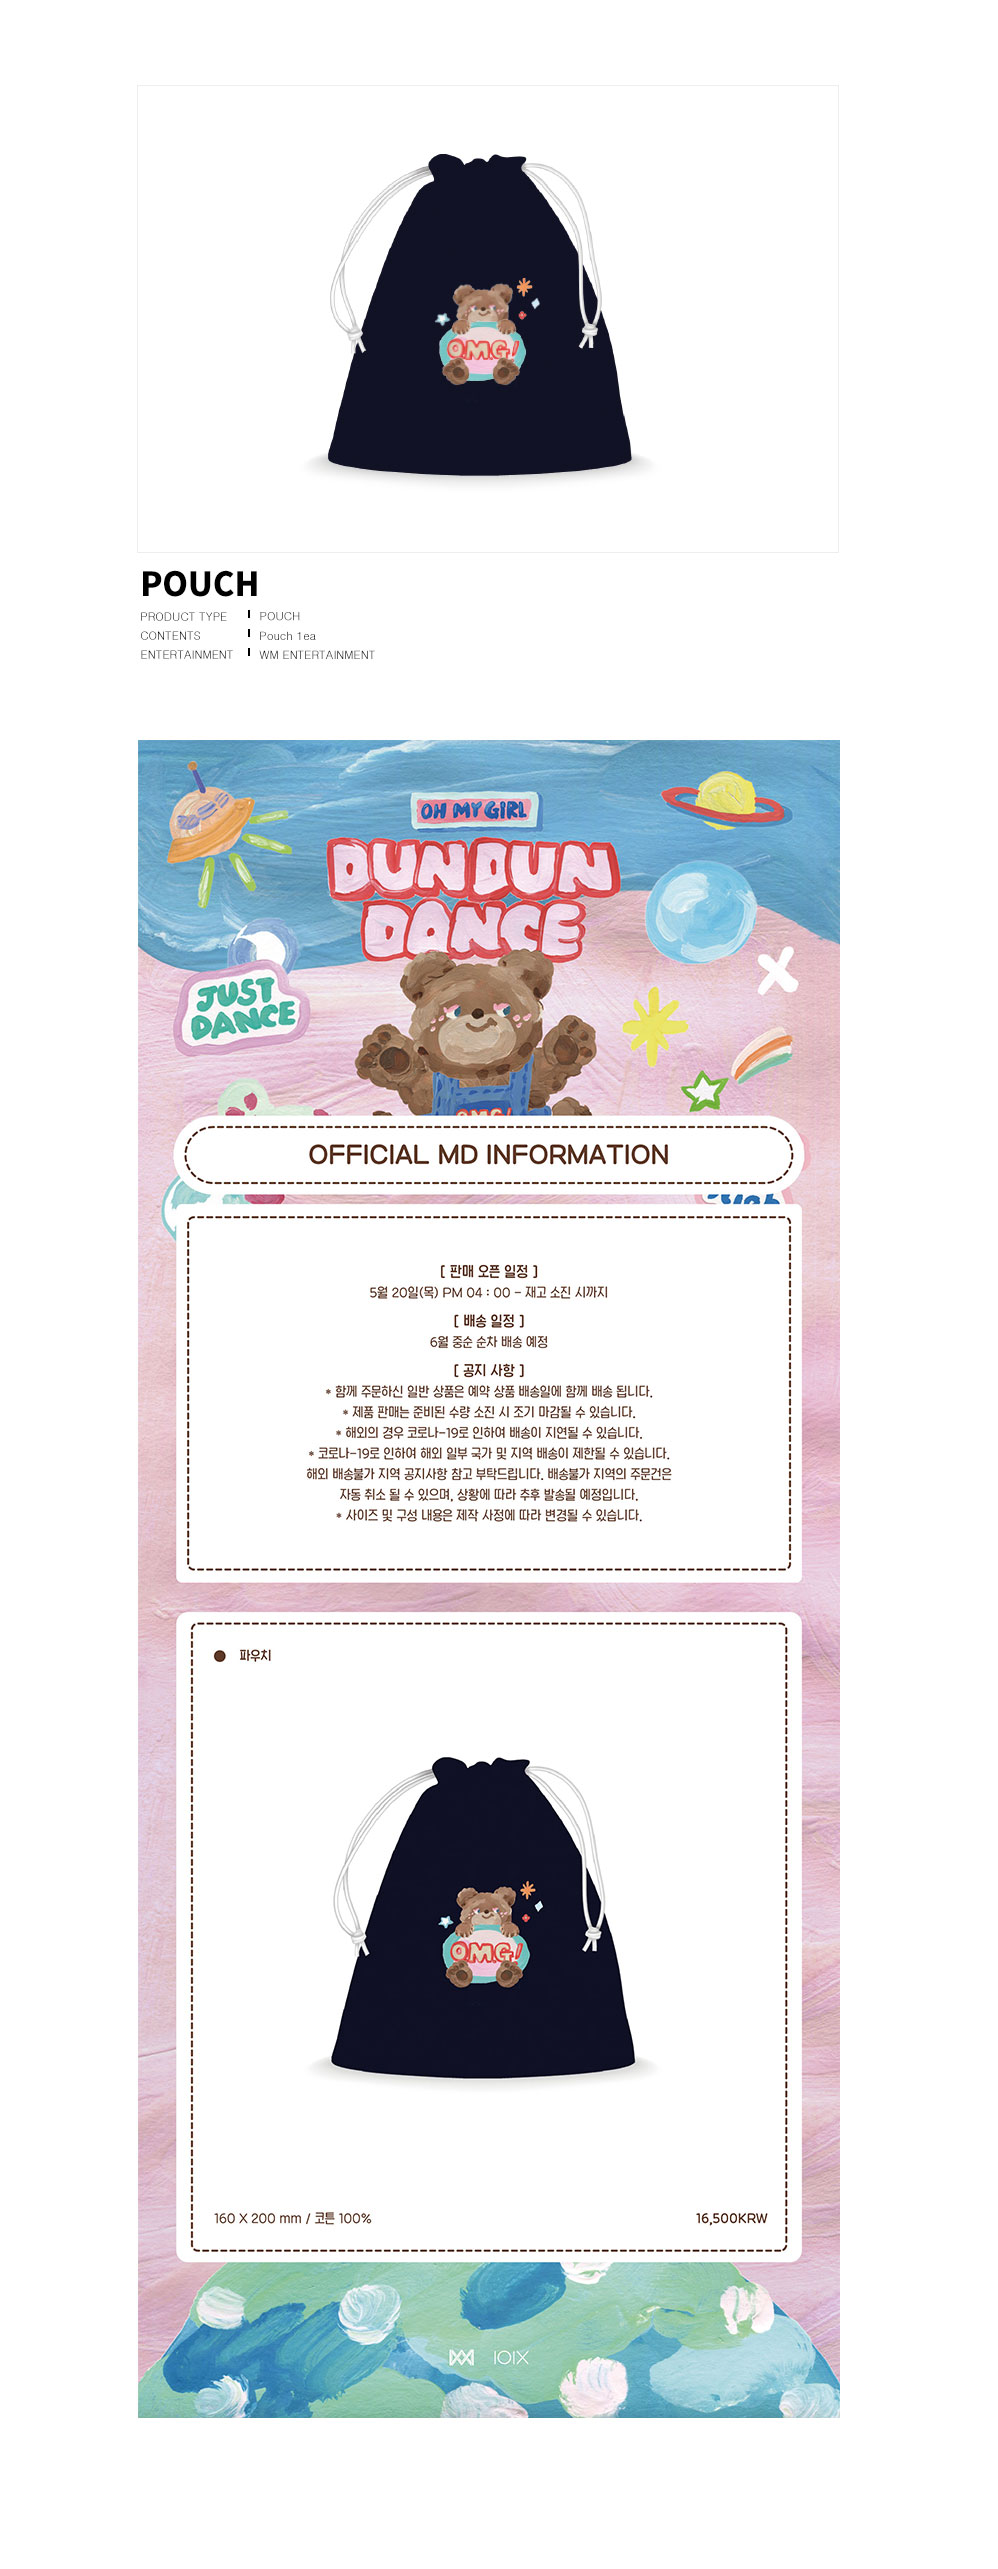 O.M.G!
POUCH
PRODUCT TYPE POUCH
CONTENTS Pouch 1ea
ENTERTAINMENT WM ENTERTAINMENT
OH MY GIRL
DUN DUN
DANCE
JUST
DANCE
OFFICIAL MD INFORMATION
[ 판매 오픈 일정 ]
5월 20일(목) PM 04 : 00 - 재고 소진 시까지
[ 배송 일정 ]
6월 중순 순차 배송 예정
[ 공지 사항 ]
* 함께 주문하신 일반 상품은 예약 상품 배송일에 함께 배송 됩니다.
* 제품 판매는 준비된 수량 소진 시 조기 마감될 수 있습니다.
* 해외의 경우 코로나-19로 인하여 배송이 지연될 수 있습니다.
* 코로나-19로 인하여 해외 일부 국가 및 지역 배송이 제한될 수 있습니다.
해외 배송불가 지역 공지사항 참고 부탁드립니다. 배송불가 지역의 주문건은
자동 취소 될 수 있으며, 상황에 따라 추후 발송될 예정입니다.
* 사이즈 및 구성 내용은 제작 사정에 따라 변경될 수 있습니다.
● 파우치
O.M.G!
160 X 200 mm / 코튼 100%
16,500KRW
IOIX